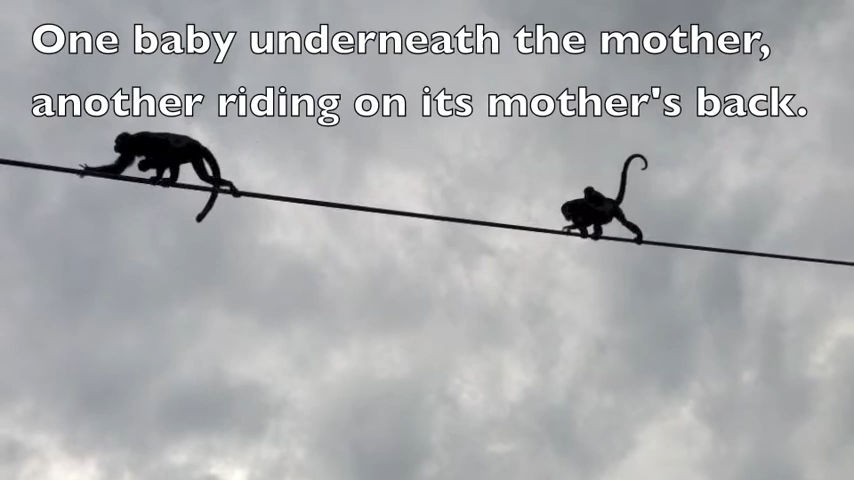 One baby underneath the mother,
another riding on its mother's back.